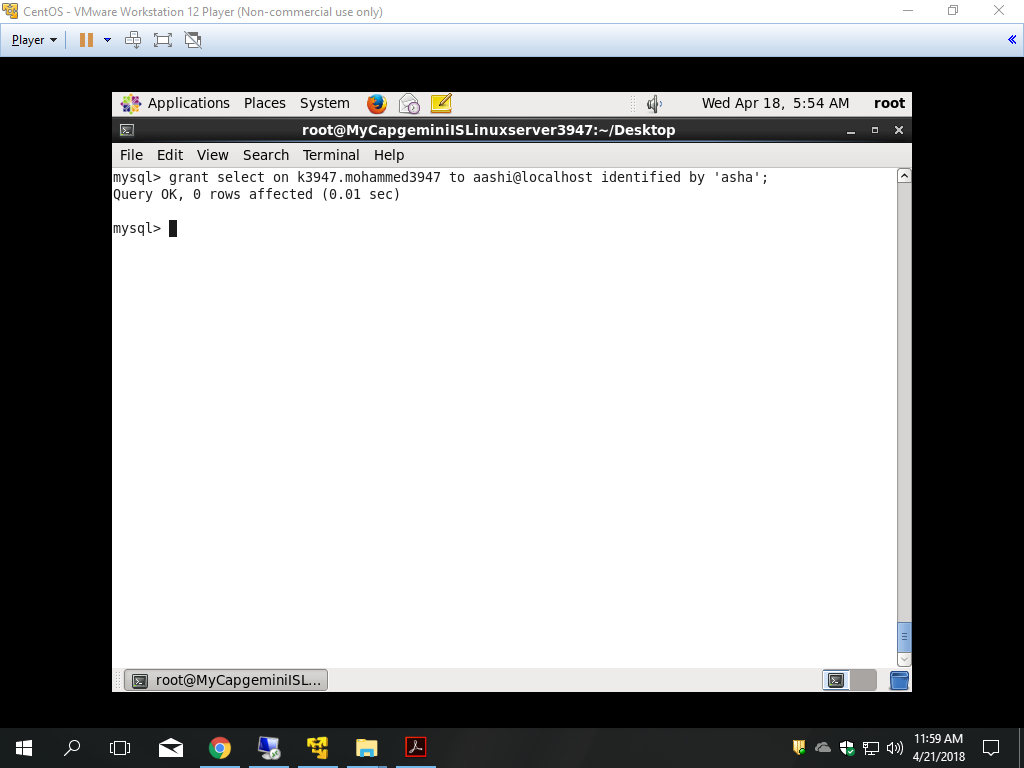 CentOS - VMware Workstation 12 Player (Non-commercial use only)
Player
Applications Places System Wed Apr 18, 5:54 AM root
root@MyCapgeminiISLinuxserver3947:~/Desktop
File Edit View Search Terminal Help
mysql> grant select on k3947.mohammed3947 to aashi@localhost identified by 'asha';
Query OK, 0 rows affected (0.01 sec)
mysql>
root@MyCapgeminiISL...
11:59 AM
4/21/2018